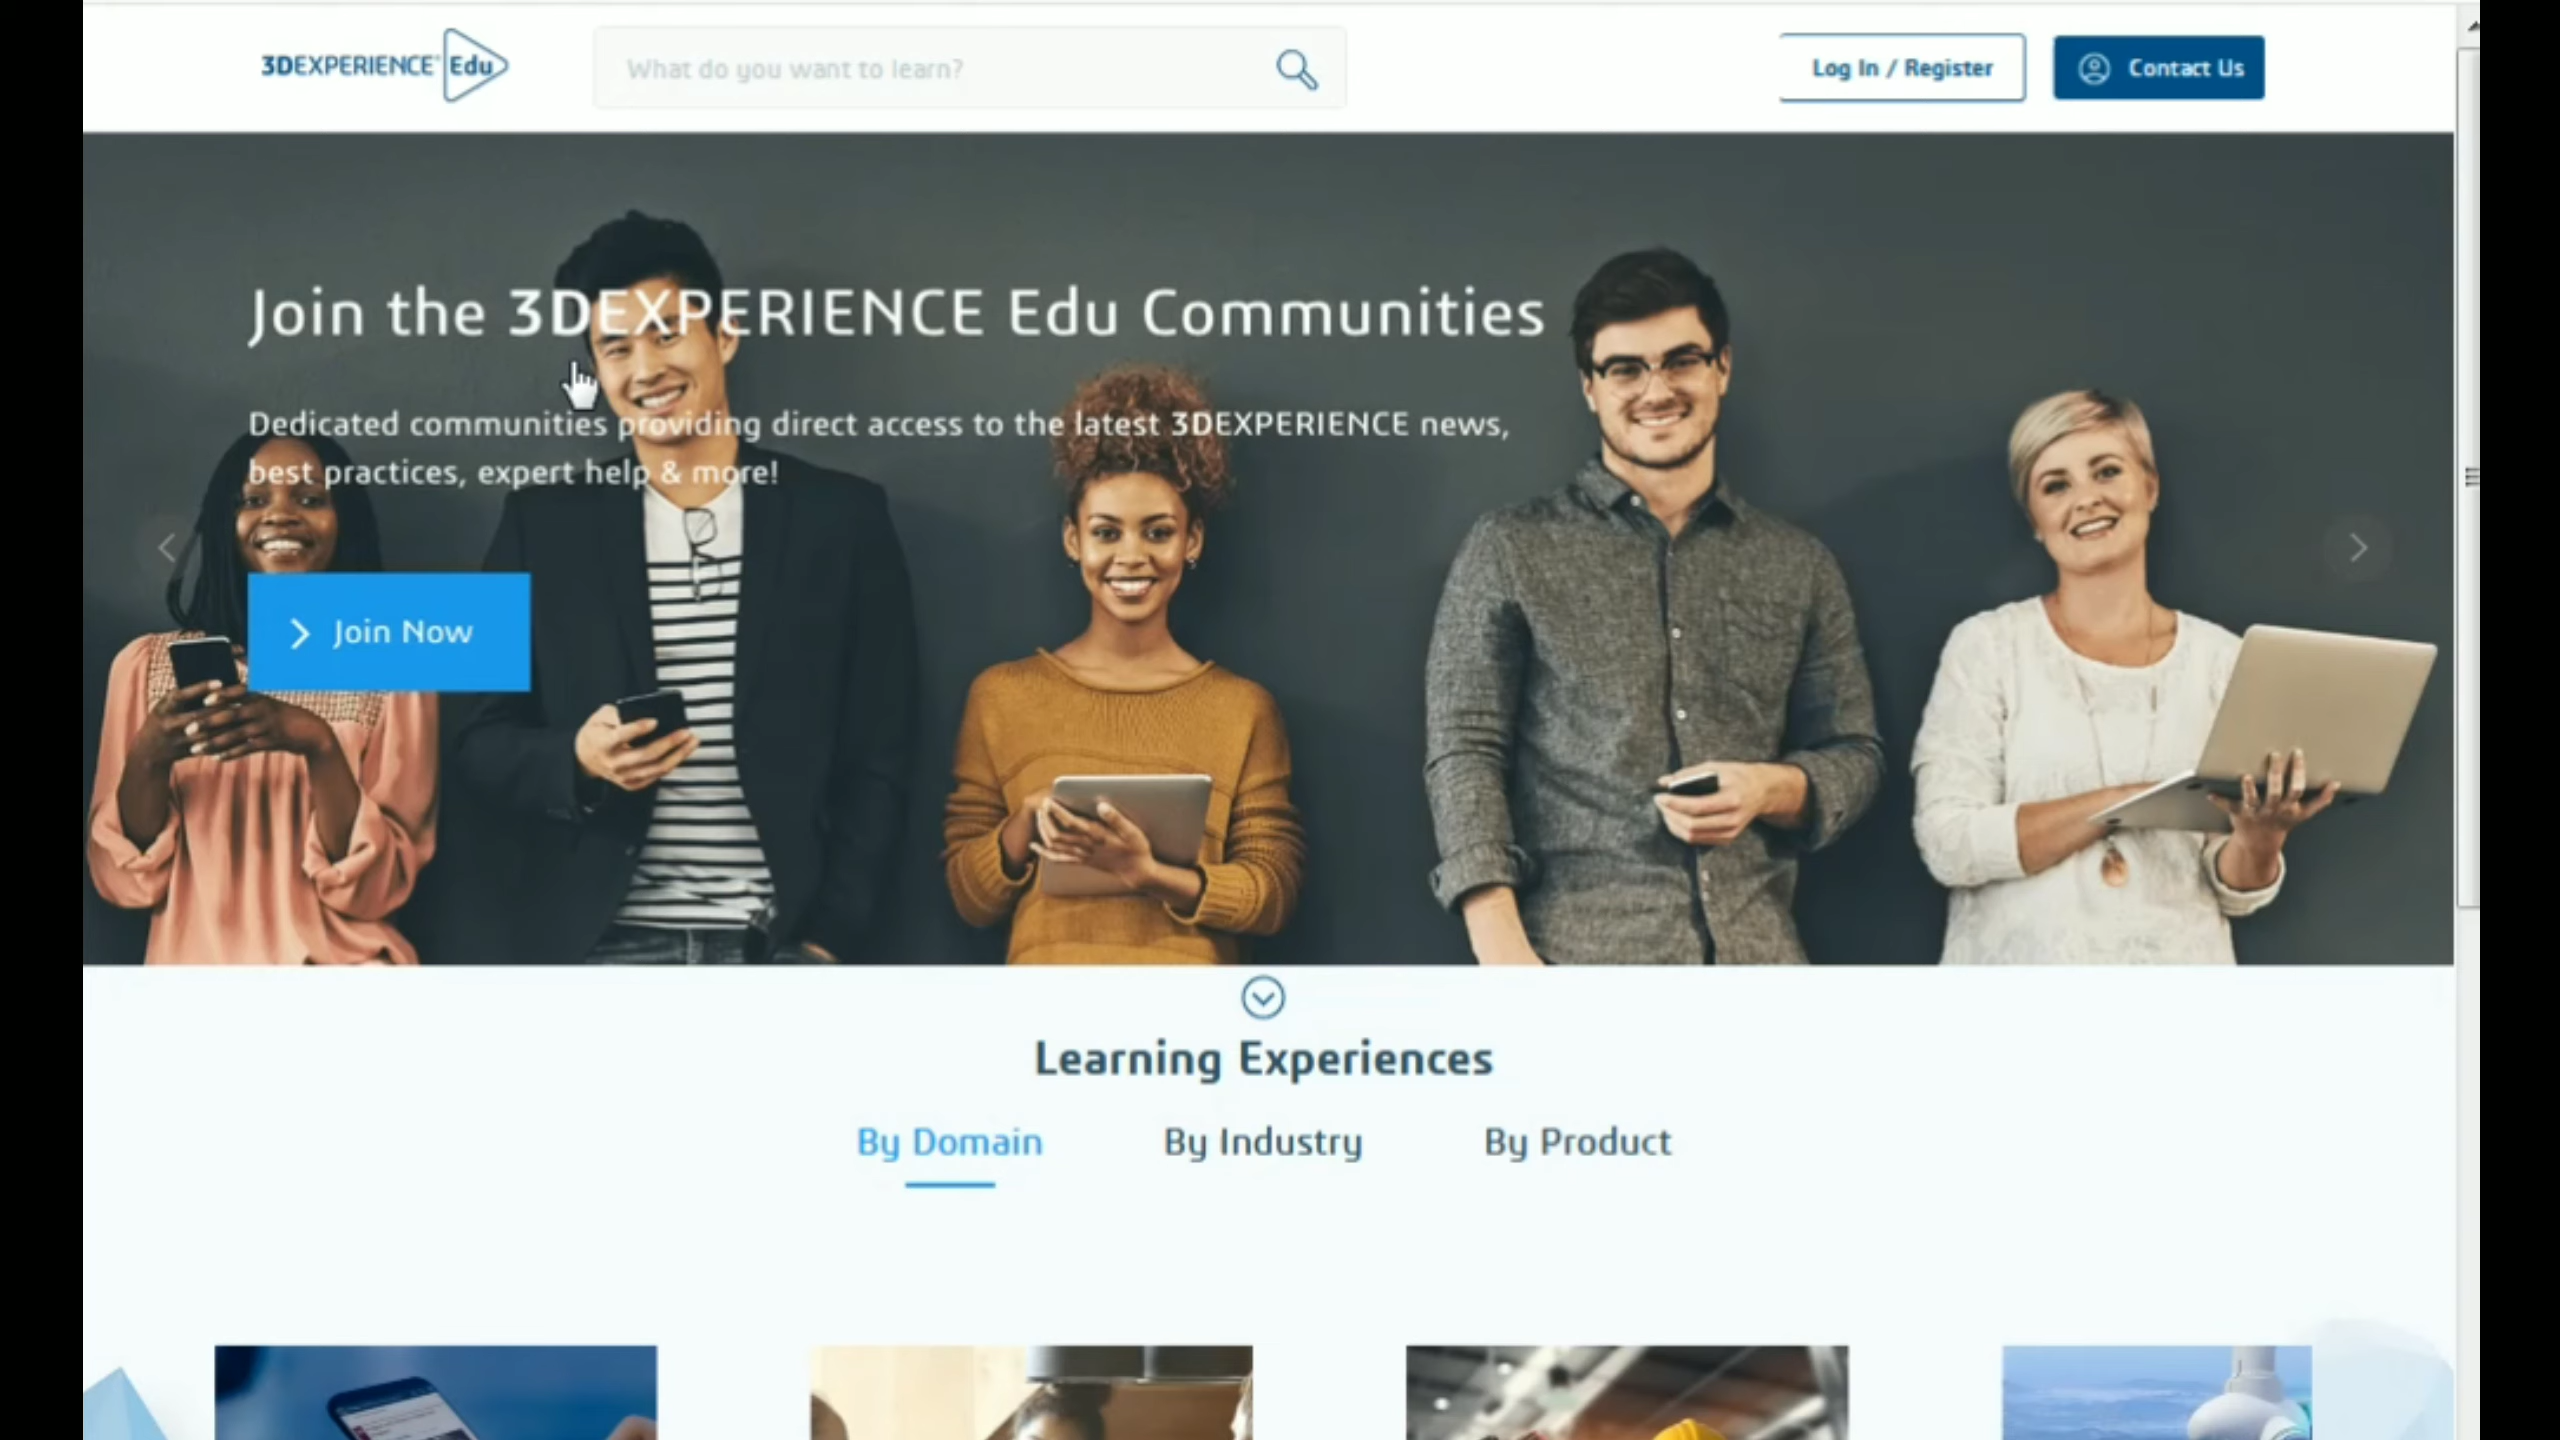 3DEXPERIENCE Edu
What do you want to learn?
Log In / Register
Contact Us
Join the 3DEXPERIENCE Edu Communities
Dedicated communities providing direct access to the latest 3DEXPERIENCE news,
best practices, expert help & more!
Join Now
Learning Experiences
By Domain
By Industry
By Product